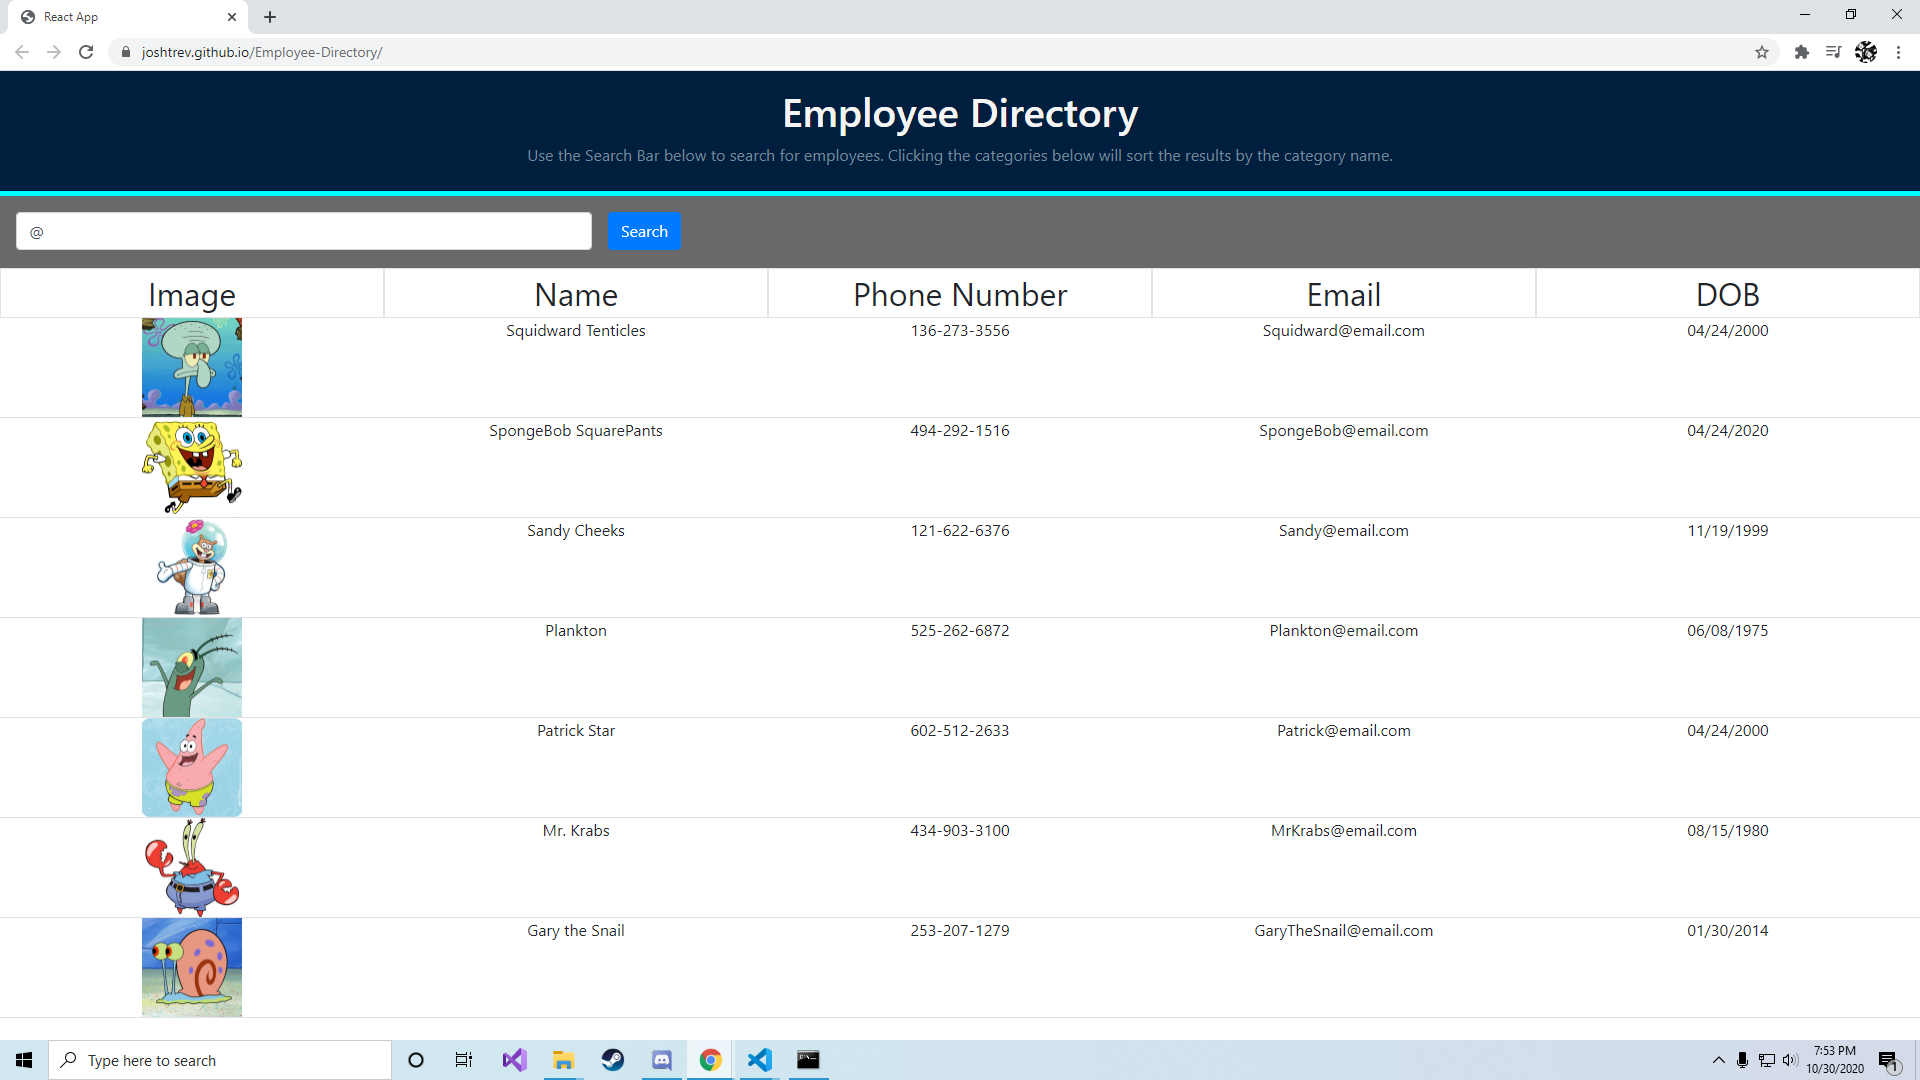 React App
joshtrev.github.io/Employee-Directory/
Employee Directory
Use the Search Bar below to search for employees. Clicking the categories below will sort the results by the category name.
@ Search
Image Name Phone Number Email DOB
Squidward Tenticles 136-273-3556 Squidward@email.com 04/24/2000
SpongeBob SquarePants 494-292-1516 SpongeBob@email.com 04/24/2020
Sandy Cheeks 121-622-6376 Sandy@email.com 11/19/1999
Plankton 525-262-6872 Plankton@email.com 06/08/1975
Patrick Star 602-512-2633 Patrick@email.com 04/24/2000
Mr. Krabs 434-903-3100 MrKrabs@email.com 08/15/1980
Gary the Snail 253-207-1279 GaryTheSnail@email.com 01/30/2014
Type here to search
7:53 PM
10/30/2020
1